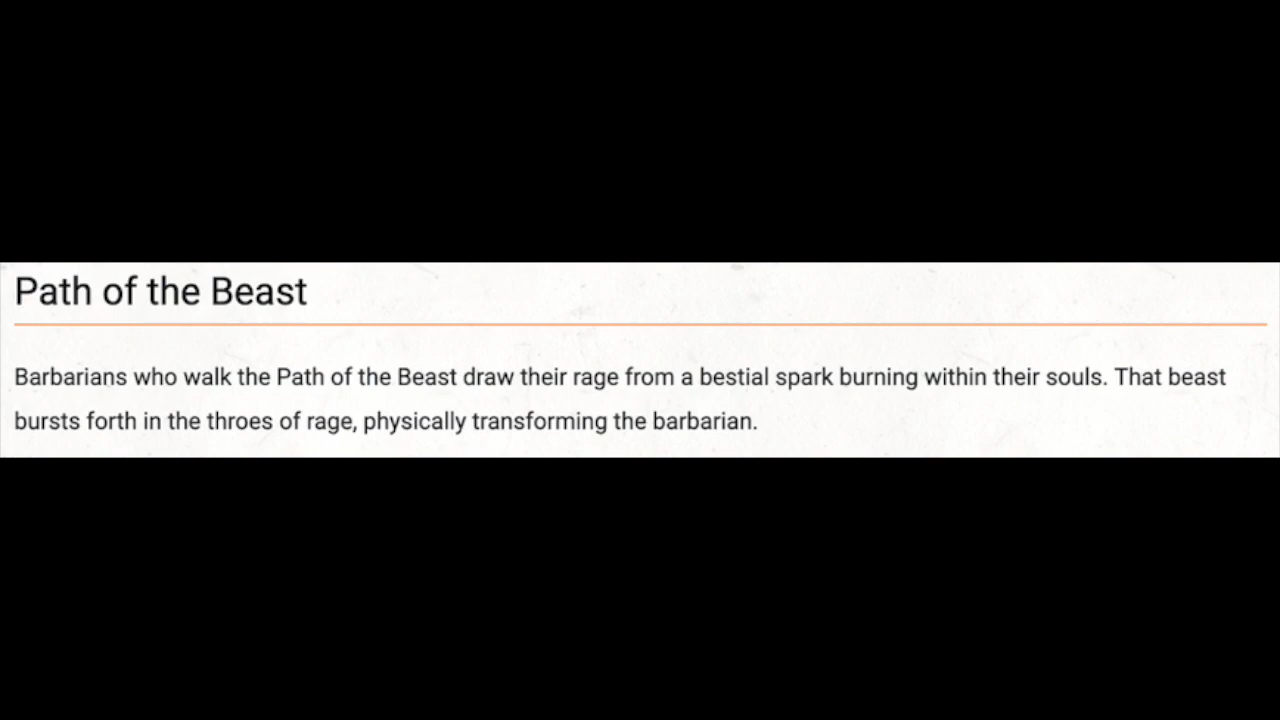 Path of the Beast
Barbarians who walk the Path of the Beast draw their rage from a bestial spark burning within their souls. That beast
bursts forth in the throes of rage, physically transforming the barbarian.